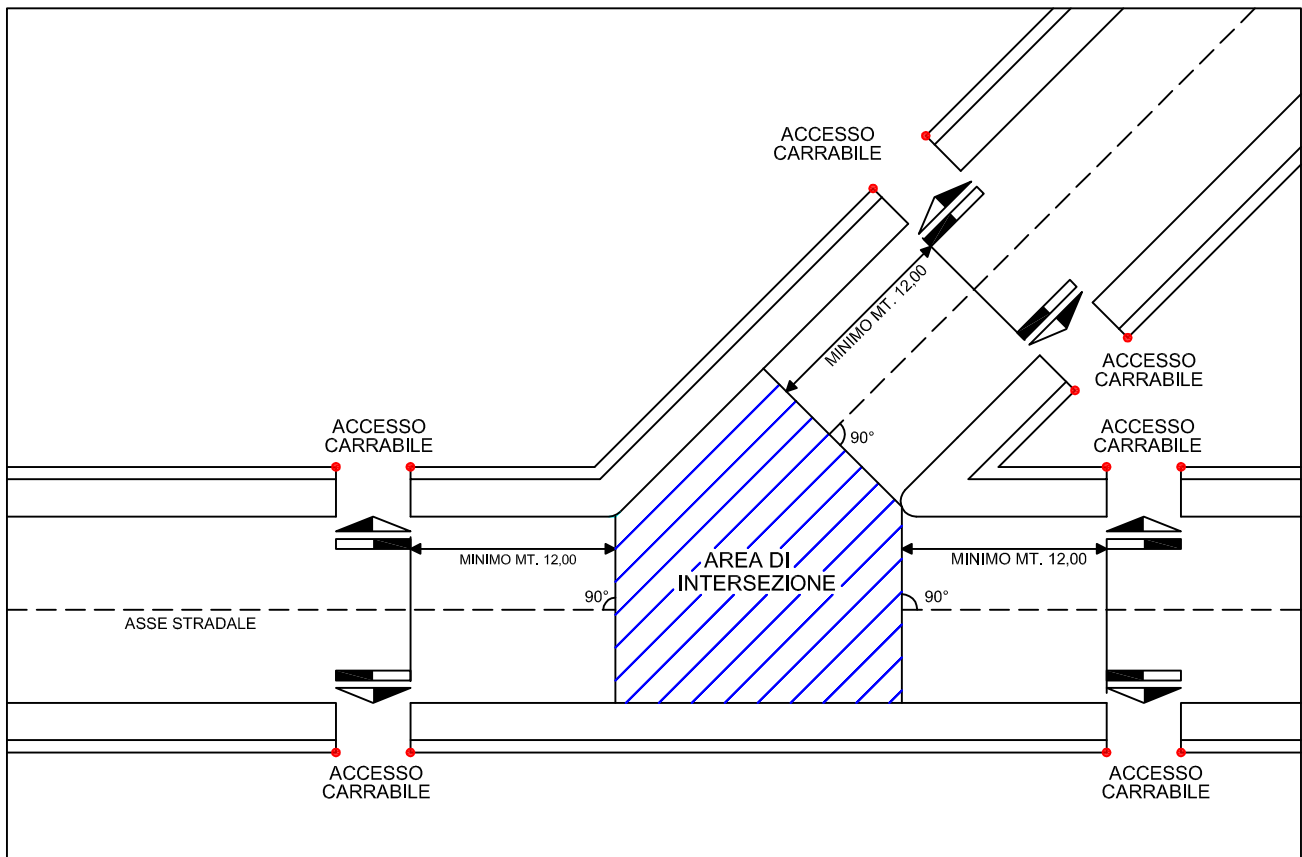 ACCESSO
CARRABILE
MINIMO MT. 12,00
ACCESSO
CARRABILE
ACCESSO
CARRABILE
ACCESSO
CARRABILE
90°
MINIMO MT. 12,00
AREA DI
INTERSEZIONE
MINIMO MT. 12,00
90°
90°
ASSE STRADALE
ACCESSO
CARRABILE
ACCESSO
CARRABILE